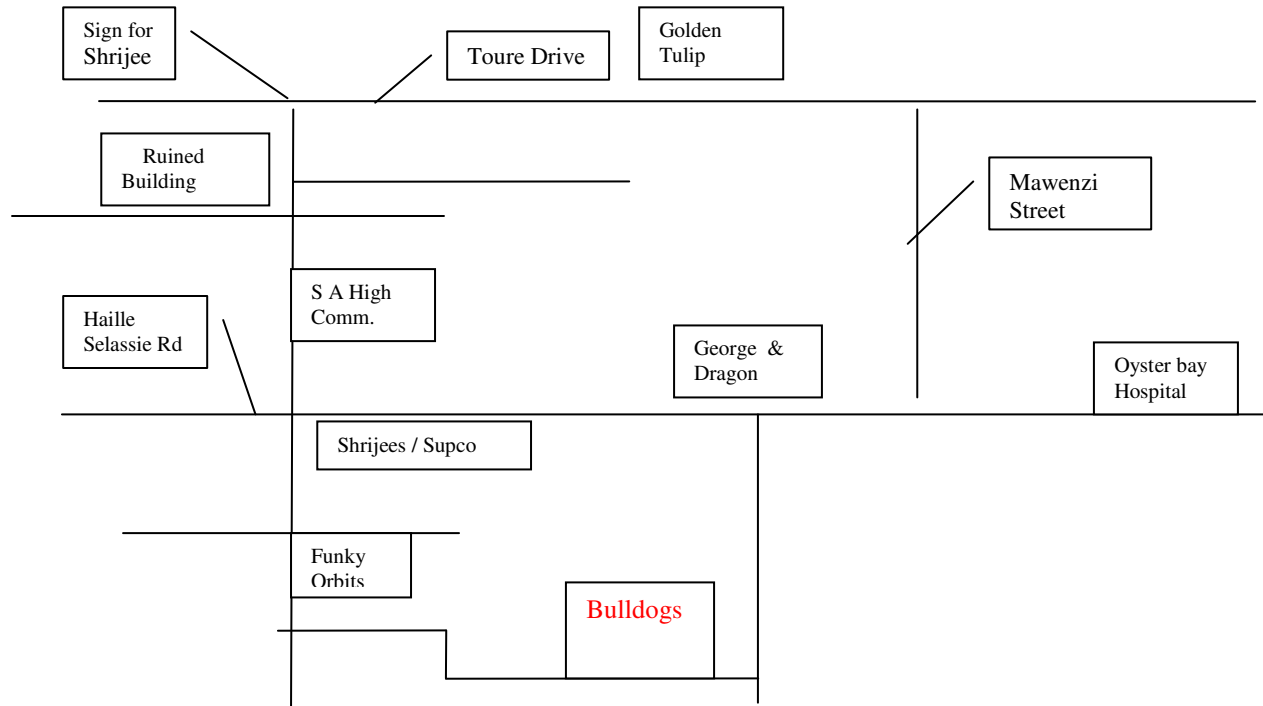 Sign for
Shrijee
Toure Drive
Golden
Tulip
Ruined
Building
Mawenzi
Street
S A High
Comm.
Haille
Selassie Rd
George & 
Dragon
Oyster bay
Hospital
Shrijees / Supco
Funky
Orbits
Bulldogs